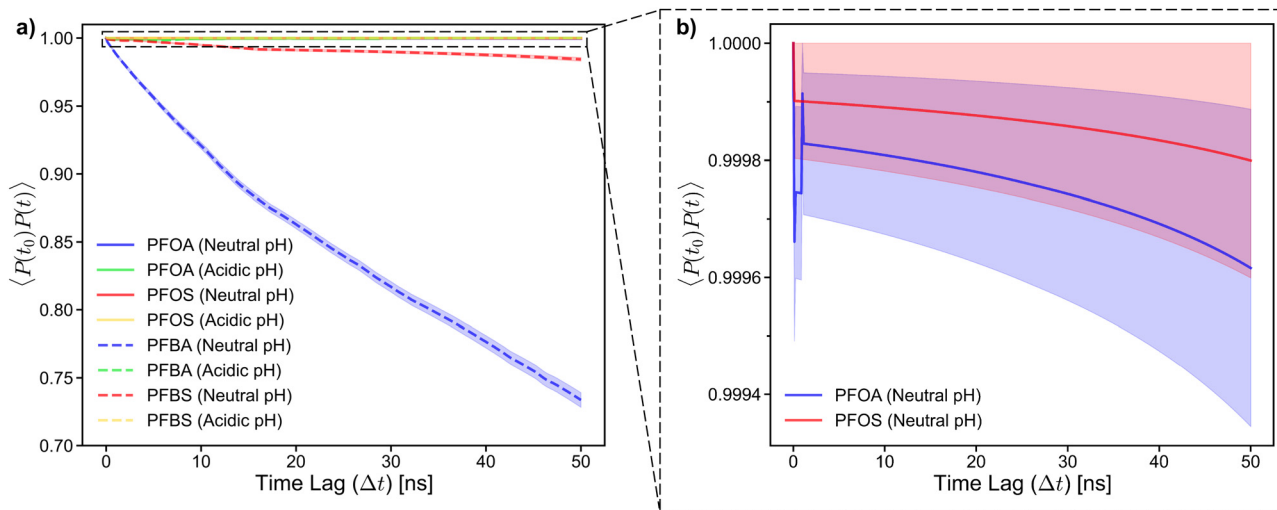 a)
1.00
0.95
0.90
0.85
0.80
0.75
0.70
⟨P(t₀)P(t)⟩
PFOA (Neutral pH)
PFOA (Acidic pH)
PFOS (Neutral pH)
PFOS (Acidic pH)
PFBA (Neutral pH)
PFBA (Acidic pH)
PFBS (Neutral pH)
PFBS (Acidic pH)
0 10 20 30 40 50
Time Lag (Δt) [ns]
b)
1.0000
0.9998
0.9996
0.9994
⟨P(t₀)P(t)⟩
PFOA (Neutral pH)
PFOS (Neutral pH)
0 10 20 30 40 50
Time Lag (Δt) [ns]